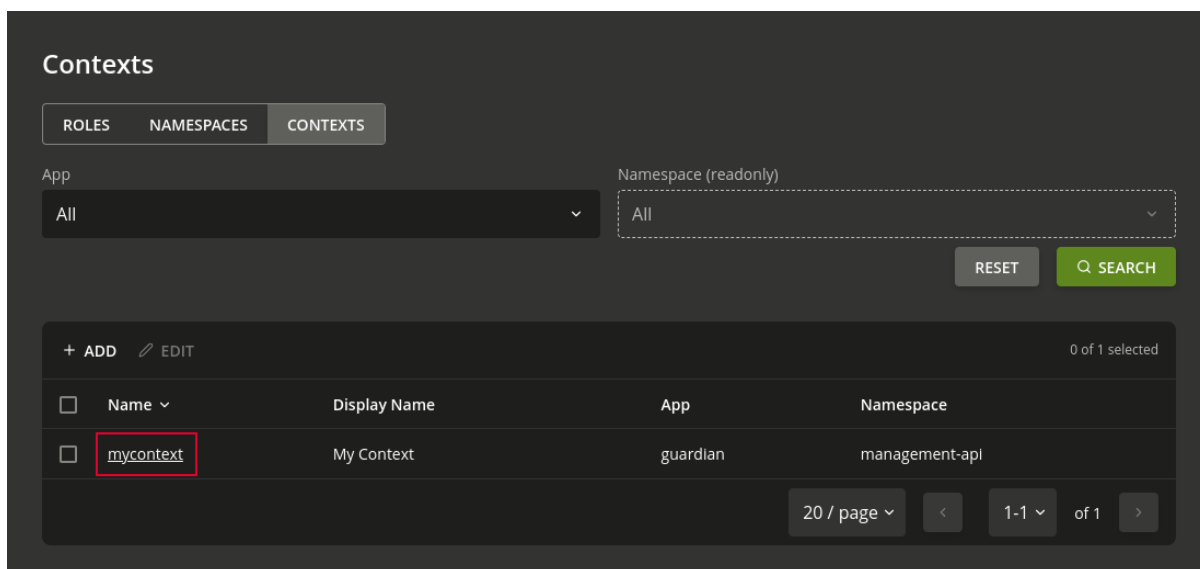 Contexts
ROLES NAMESPACES CONTEXTS
App Namespace (readonly)
All All
RESET SEARCH
+ ADD EDIT 0 of 1 selected
Name Display Name App Namespace
mycontext My Context guardian management-api
20 / page 1-1 of 1